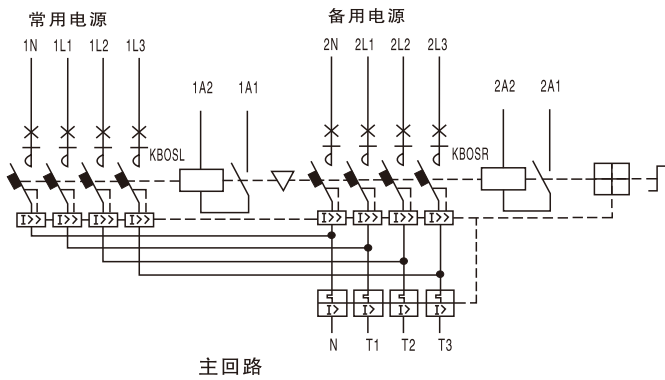 常用电源 备用电源
1N 1L1 1L2 1L3 2N 2L1 2L2 2L3
1A2 1A1 2A2 2A1
KBOSL KBOSR
I>> I>> I>> I>> I>> I>> I>> I>>
I> I> I> I>
N T1 T2 T3
主回路